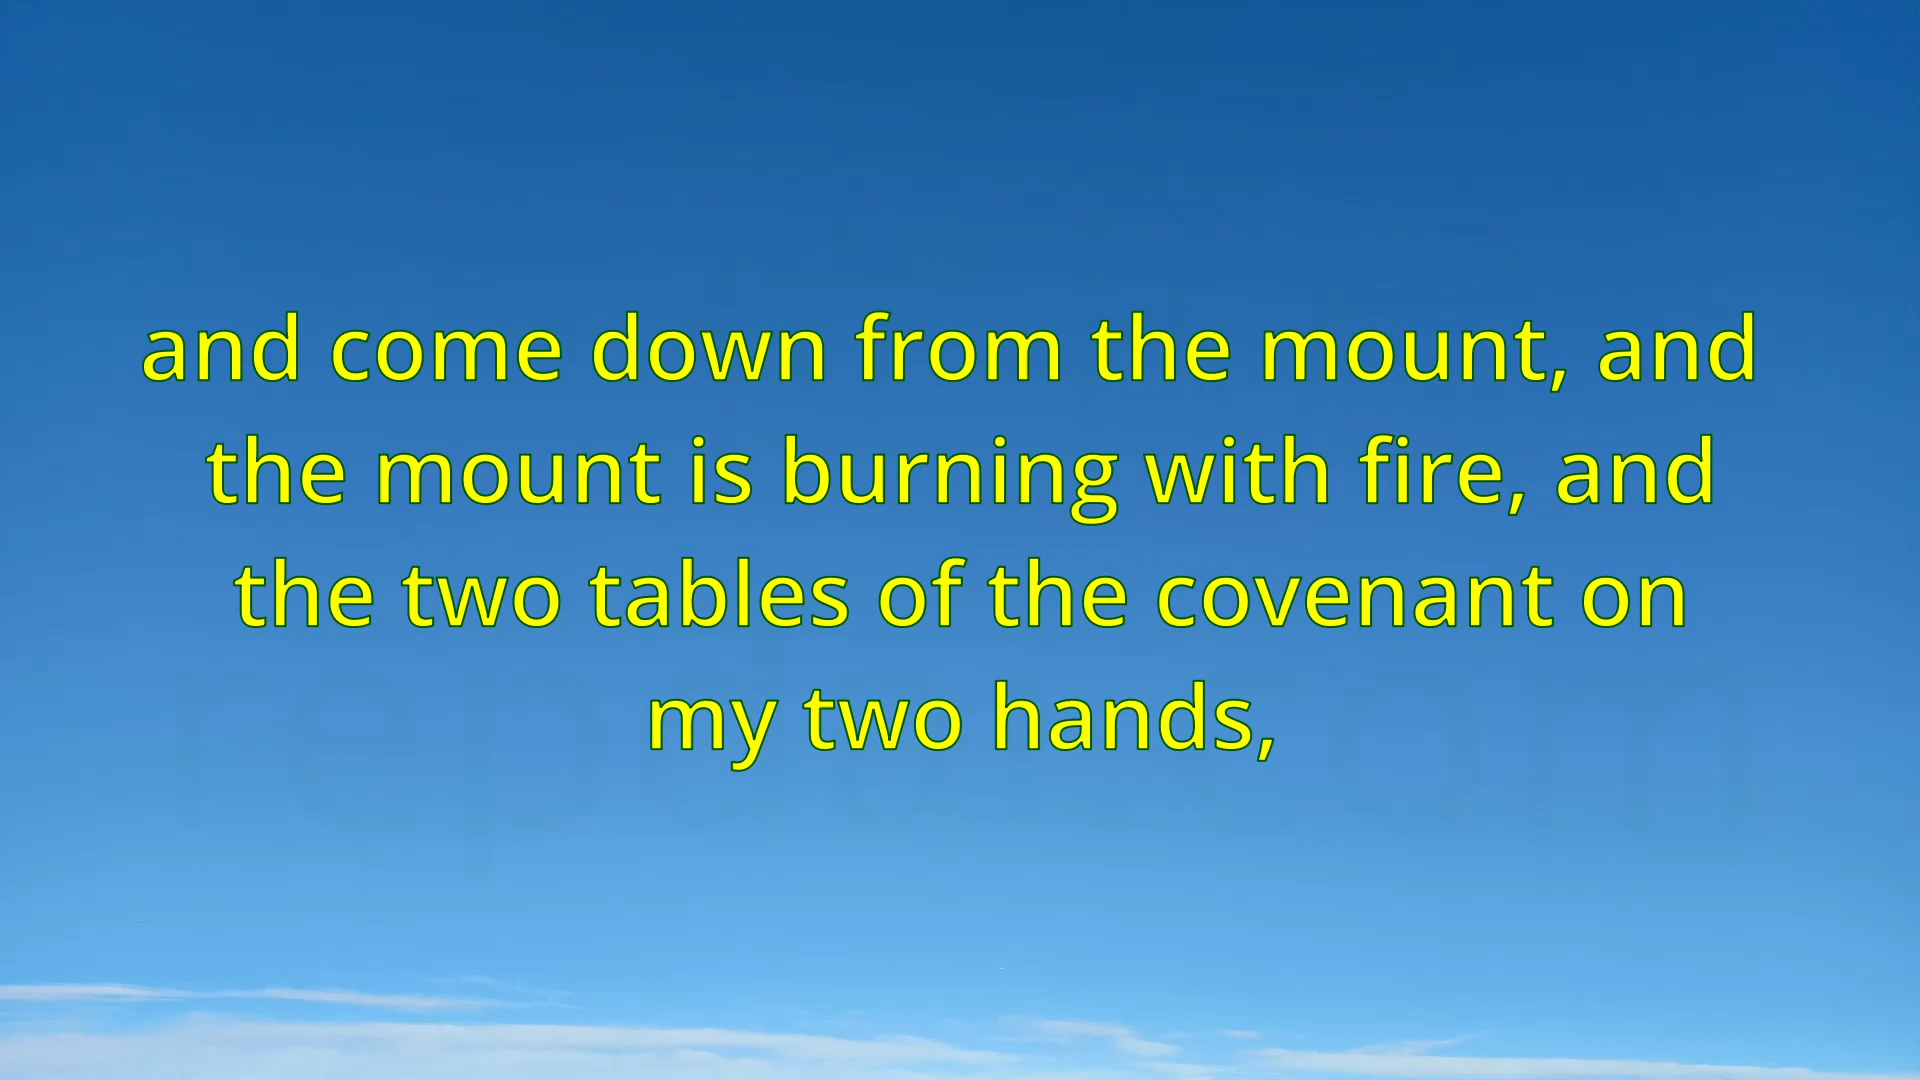 and come down from the mount, and
the mount is burning with fire, and
the two tables of the covenant on
my two hands,